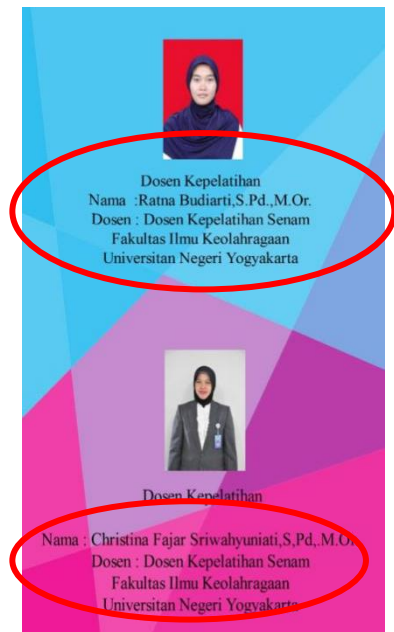 Dosen Kepelatihan
Nama :Ratna Budiarti,S.Pd.,M.Or.
Dosen : Dosen Kepelatihan Senam
Fakultas Ilmu Keolahragaan
Universitan Negeri Yogyakarta
Dosen Kepelatihan
Nama : Christina Fajar Sriwahyuniati,S,Pd,.M.Or
Dosen : Dosen Kepelatihan Senam
Fakultas Ilmu Keolahragaan
Universitan Negeri Yogyakarta